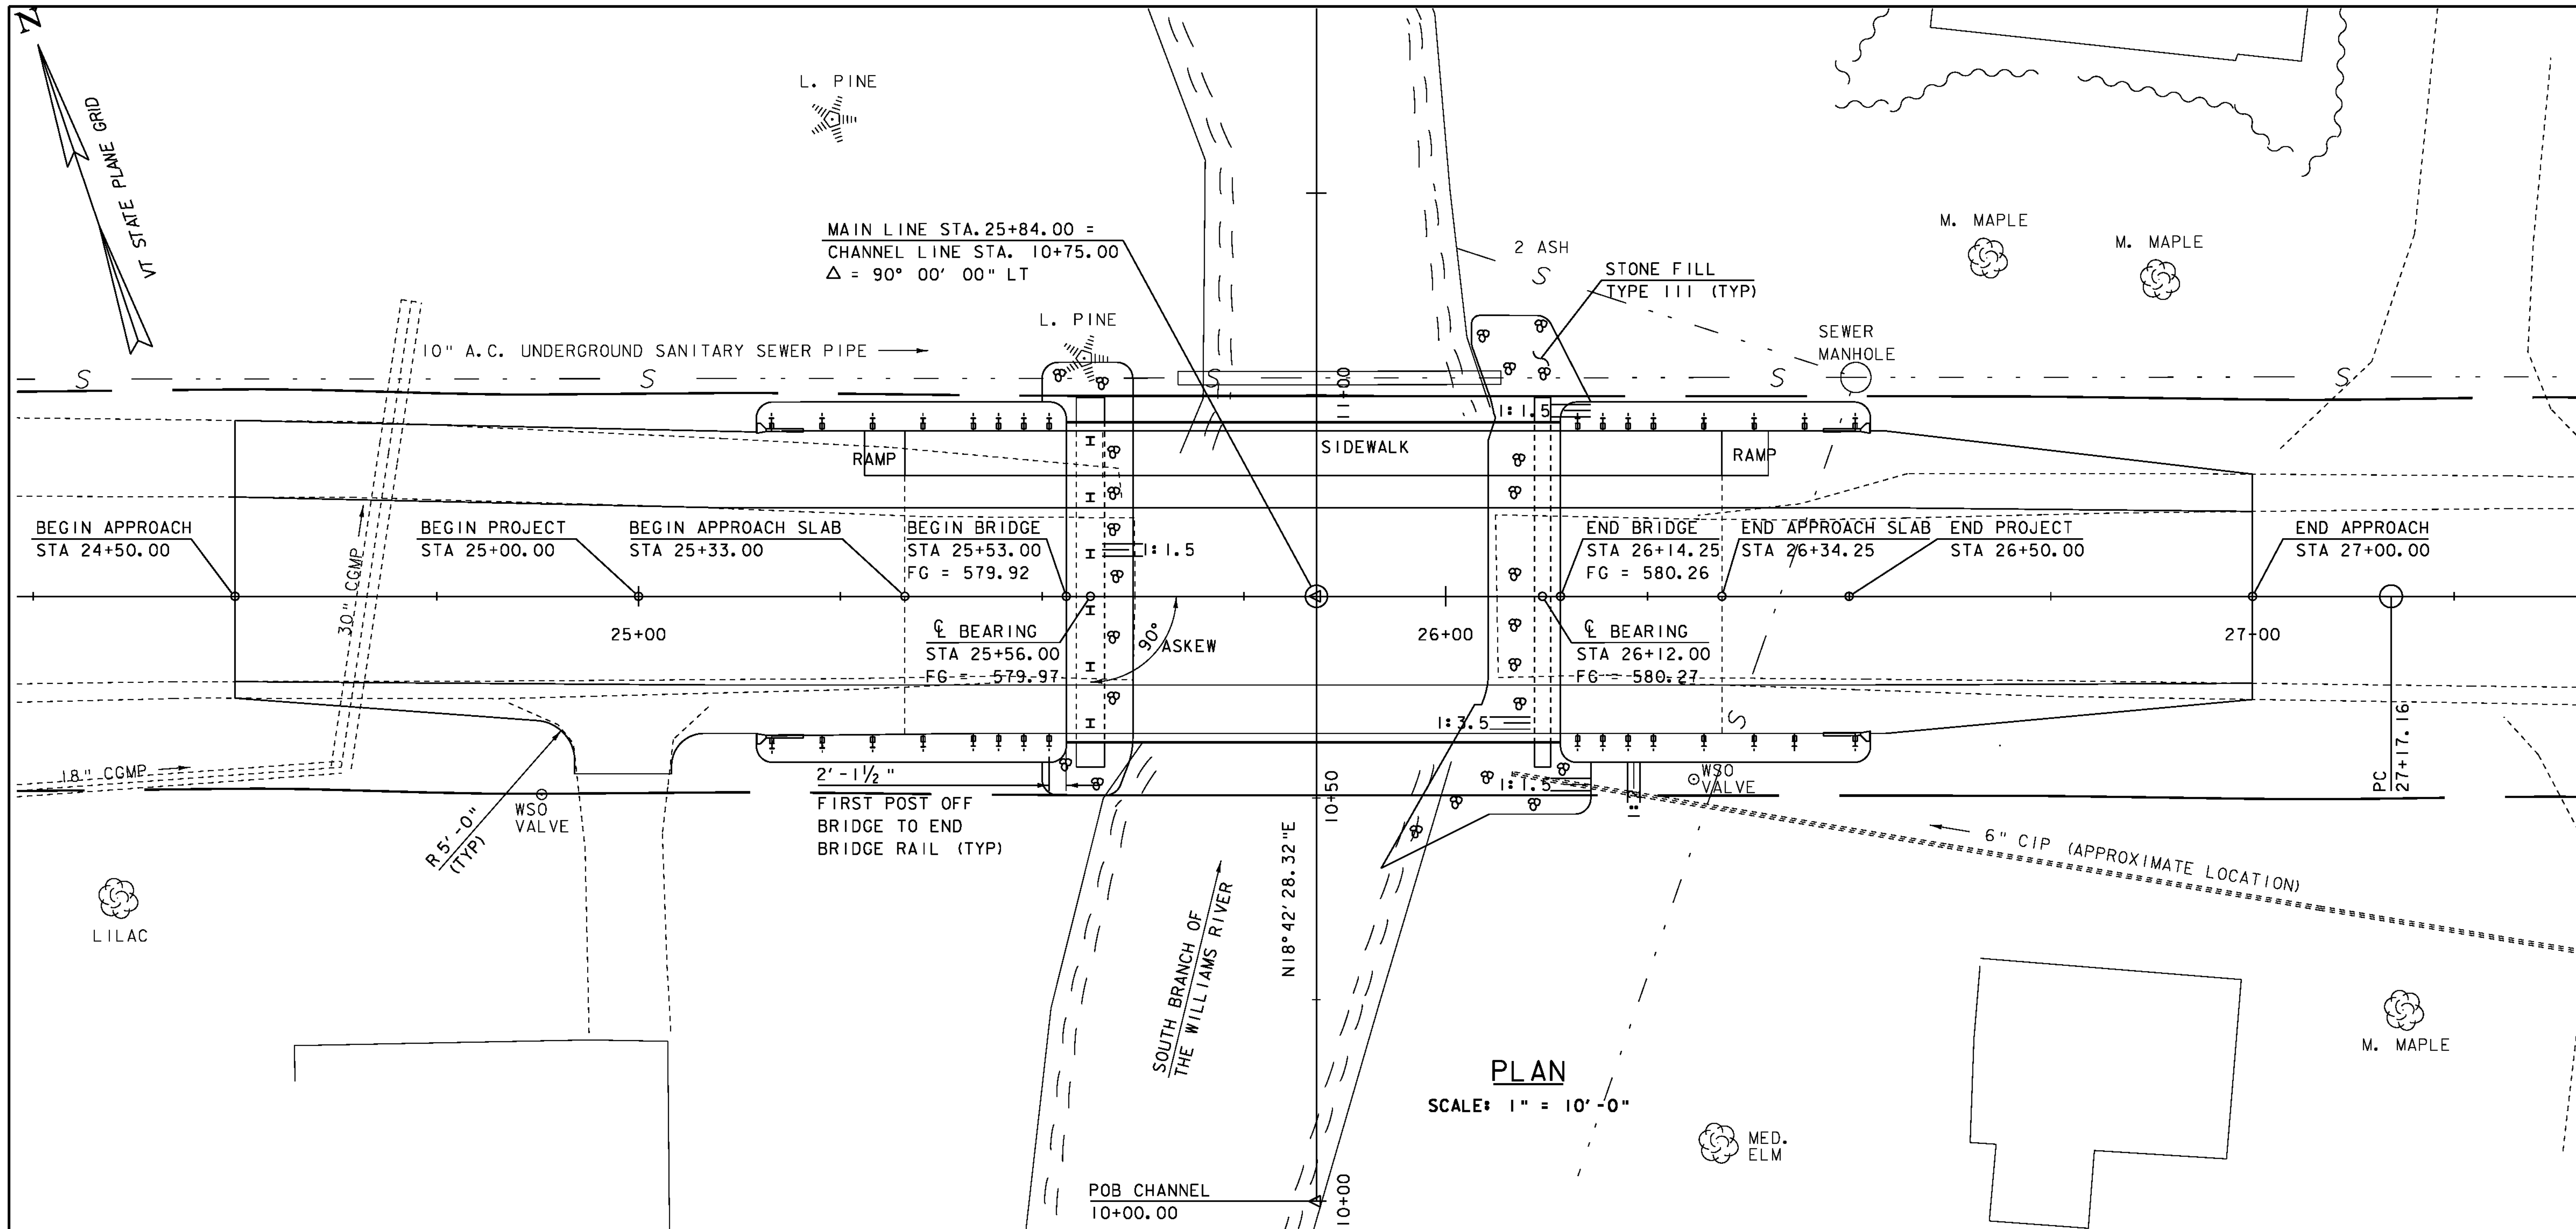 N
VT STATE PLANE GRID
L. PINE
MAIN LINE STA. 25+84.00 =
CHANNEL LINE STA. 10+75.00
Δ = 90° 00' 00" LT
2 ASH
S
STONE FILL
TYPE III (TYP)
M. MAPLE
M. MAPLE
L. PINE
10" A.C. UNDERGROUND SANITARY SEWER PIPE
SEWER
MANHOLE
S
S
S
S
S
11+00
1:1.5
SIDEWALK
RAMP
RAMP
BEGIN APPROACH
STA 24+50.00
30" CGMP
BEGIN PROJECT
STA 25+00.00
BEGIN APPROACH SLAB
STA 25+33.00
BEGIN BRIDGE
STA 25+53.00
FG = 579.92
1:1.5
END BRIDGE
STA 26+14.25
FG = 580.26
END APPROACH SLAB
STA 26+34.25
END PROJECT
STA 26+50.00
END APPROACH
STA 27+00.00
25+00
℄ BEARING
STA 25+56.00
FG = 579.97
90°
ASKEW
26+00
℄ BEARING
STA 26+12.00
FG = 580.27
27+00
PC
27+17.16
1:3.5
S
18" CGMP
R 5'-0"
(TYP)
WSO
VALVE
2'-1 1/2"
FIRST POST OFF
BRIDGE TO END
BRIDGE RAIL (TYP)
10+50
1:1.5
WSO
VALVE
6" CIP (APPROXIMATE LOCATION)
LILAC
SOUTH BRANCH OF
THE WILLIAMS RIVER
N18°42'28.32"E
PLAN
SCALE: 1" = 10'-0"
M. MAPLE
MED.
ELM
POB CHANNEL
10+00.00
10+00